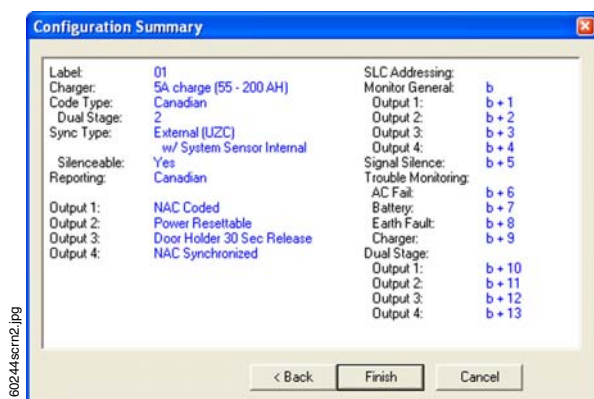 Configuration Summary
Label: 01
Charger: 5A charge (55 - 200 AH)
Code Type: Canadian
Dual Stage: 2
Sync Type: External (UZC)
w/ System Sensor Internal
Silenceable: Yes
Reporting: Canadian
Output 1: NAC Coded
Output 2: Power Resettable
Output 3: Door Holder 30 Sec Release
Output 4: NAC Synchronized
SLC Addressing:
Monitor General: b
Output 1: b + 1
Output 2: b + 2
Output 3: b + 3
Output 4: b + 4
Signal Silence: b + 5
Trouble Monitoring:
AC Fail: b + 6
Battery: b + 7
Earth Fault: b + 8
Charger: b + 9
Dual Stage:
Output 1: b + 10
Output 2: b + 11
Output 3: b + 12
Output 4: b + 13
< Back Finish Cancel
60244scrn2.jpg